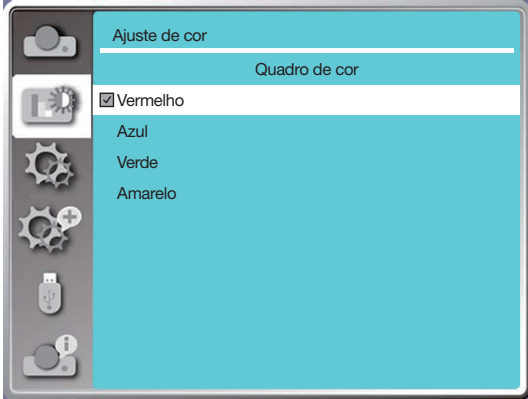 Ajuste de cor
Quadro de cor
Vermelho
Azul
Verde
Amarelo